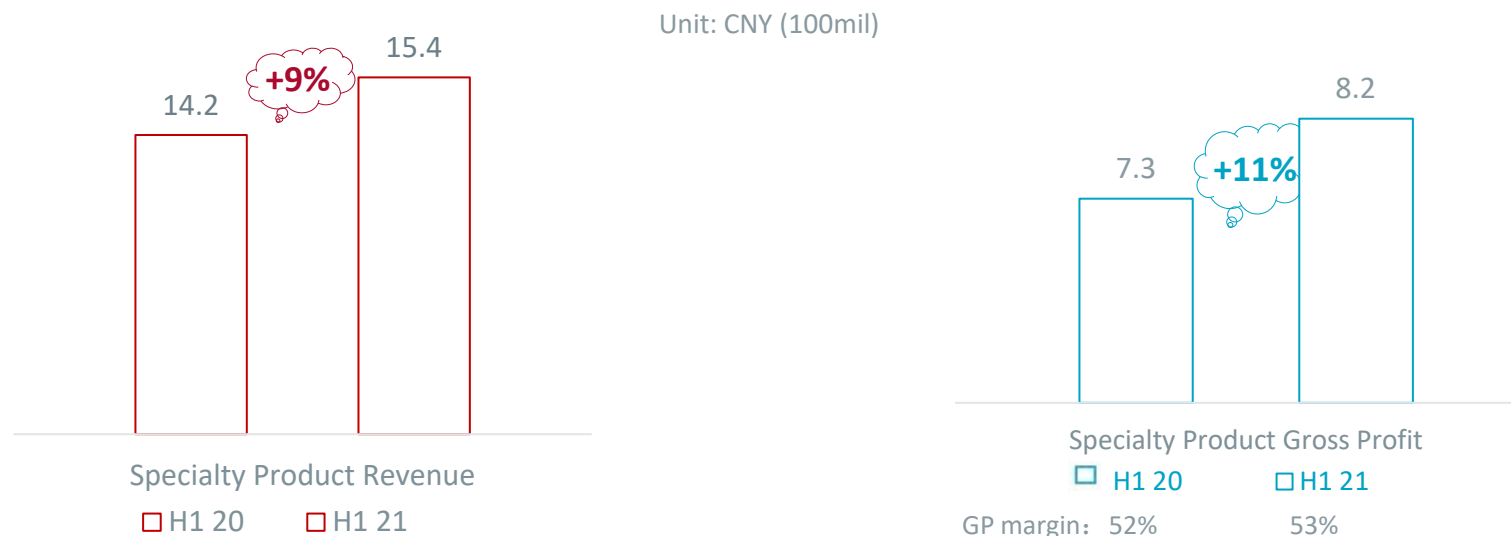 Unit: CNY (100mil)
14.2
+9%
15.4
Specialty Product Revenue
H1 20 H1 21
7.3
+11%
8.2
Specialty Product Gross Profit
H1 20 H1 21
GP margin： 52% 53%